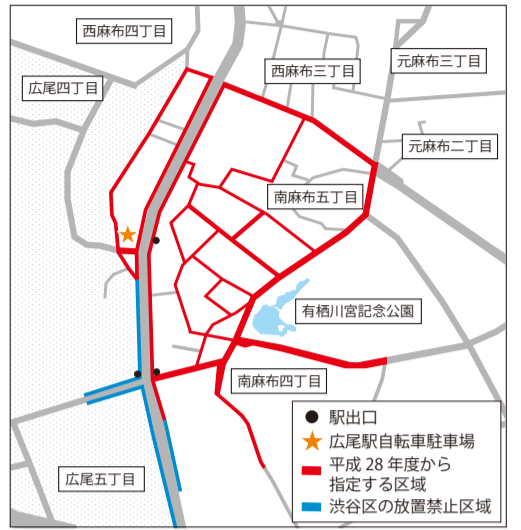 西麻布四丁目
西麻布三丁目
元麻布三丁目
広尾四丁目
元麻布二丁目
南麻布五丁目
有栖川宮記念公園
南麻布四丁目
広尾五丁目
駅出口
広尾駅自転車駐車場
平成28年度から
指定する区域
渋谷区の放置禁止区域